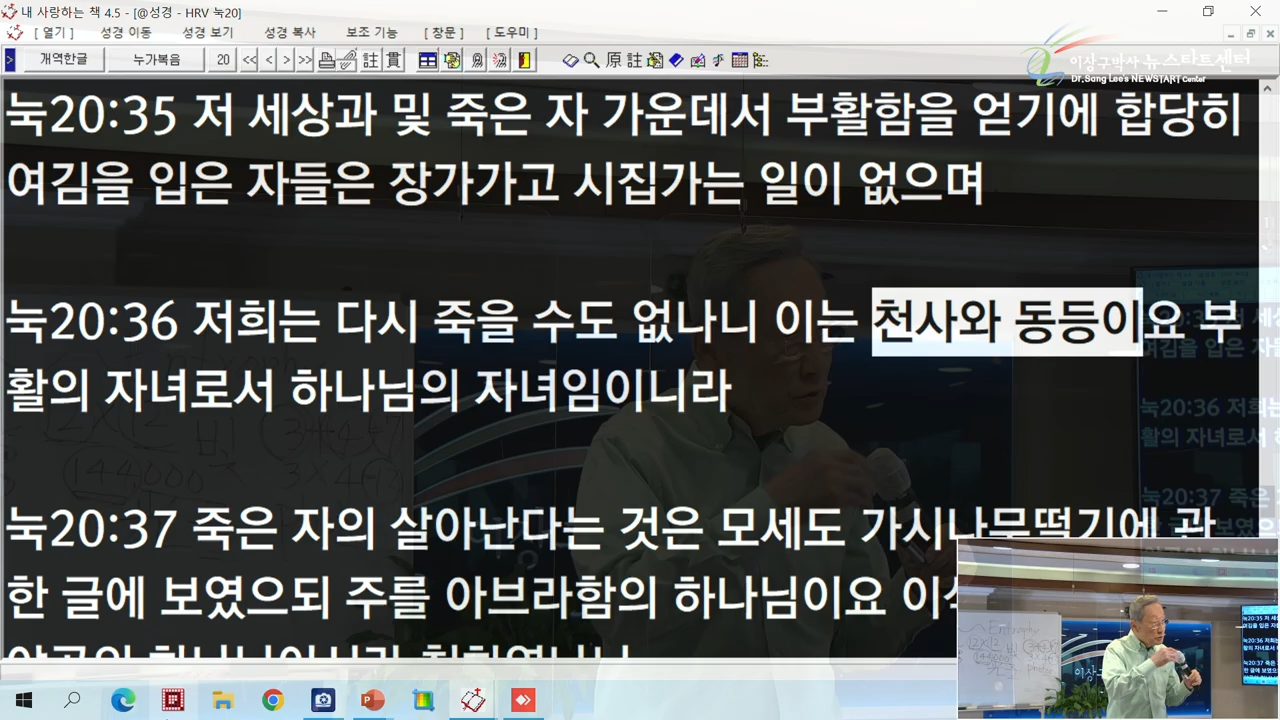 내 사랑하는 책 4.5 - [@성경 - HRV 눅20]
[ 열기 ] 성경 이동 성경 보기 성경 복사 보조 기능 [ 창문 ] [ 도우미 ]
개역한글 누가복음 20 << < > >> 註 貫 原 註
이상구박사 뉴스타트센터
Dr.Sang Lee's NEWSTART Center
눅20:35 저 세상과 및 죽은 자 가운데서 부활함을 얻기에 합당히
여김을 입은 자들은 장가가고 시집가는 일이 없으며
눅20:36 저희는 다시 죽을 수도 없나니 이는 천사와 동등이요 부
활의 자녀로서 하나님의 자녀임이니라
눅20:37 죽은 자의 살아난다는 것은 모세도 가시나무떨기에 관
한 글에 보였으되 주를 아브라함의 하나님이요
144,000